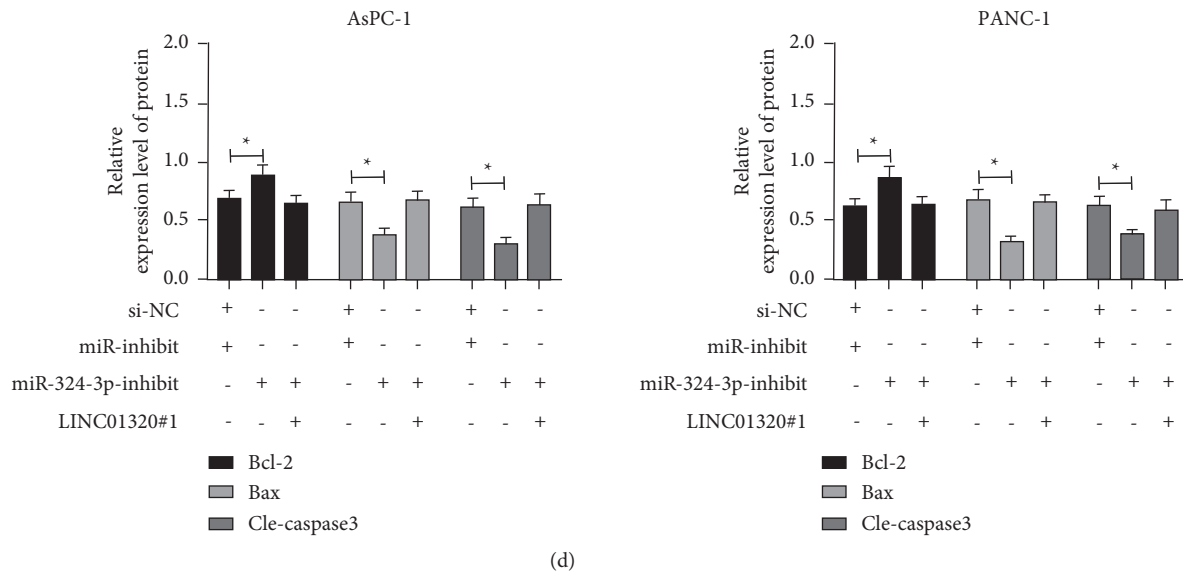 AsPC-1
Relative
expression level of protein
2.0
1.5
1.0
0.5
0.0
* * *
si-NC + - - + - - + - -
miR-inhibit + - - + - - + - -
miR-324-3p-inhibit - + + - + + - + +
LINC01320#1 - - + - - + - - +
Bcl-2
Bax
Cle-caspase3
PANC-1
Relative
expression level of protein
2.0
1.5
1.0
0.5
0.0
* * *
si-NC + - - + - - + - -
miR-inhibit + - - + - - + - -
miR-324-3p-inhibit - + + - + + - + +
LINC01320#1 - - + - - + - - +
Bcl-2
Bax
Cle-caspase3
(d)